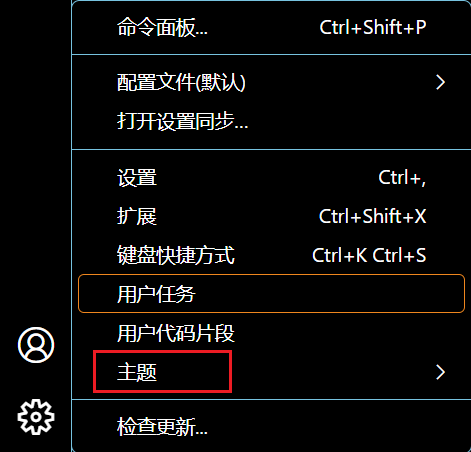 命令面板... Ctrl+Shift+P
配置文件(默认)
打开设置同步...
设置 Ctrl+,
扩展 Ctrl+Shift+X
键盘快捷方式 Ctrl+K Ctrl+S
用户任务
用户代码片段
主题
检查更新...